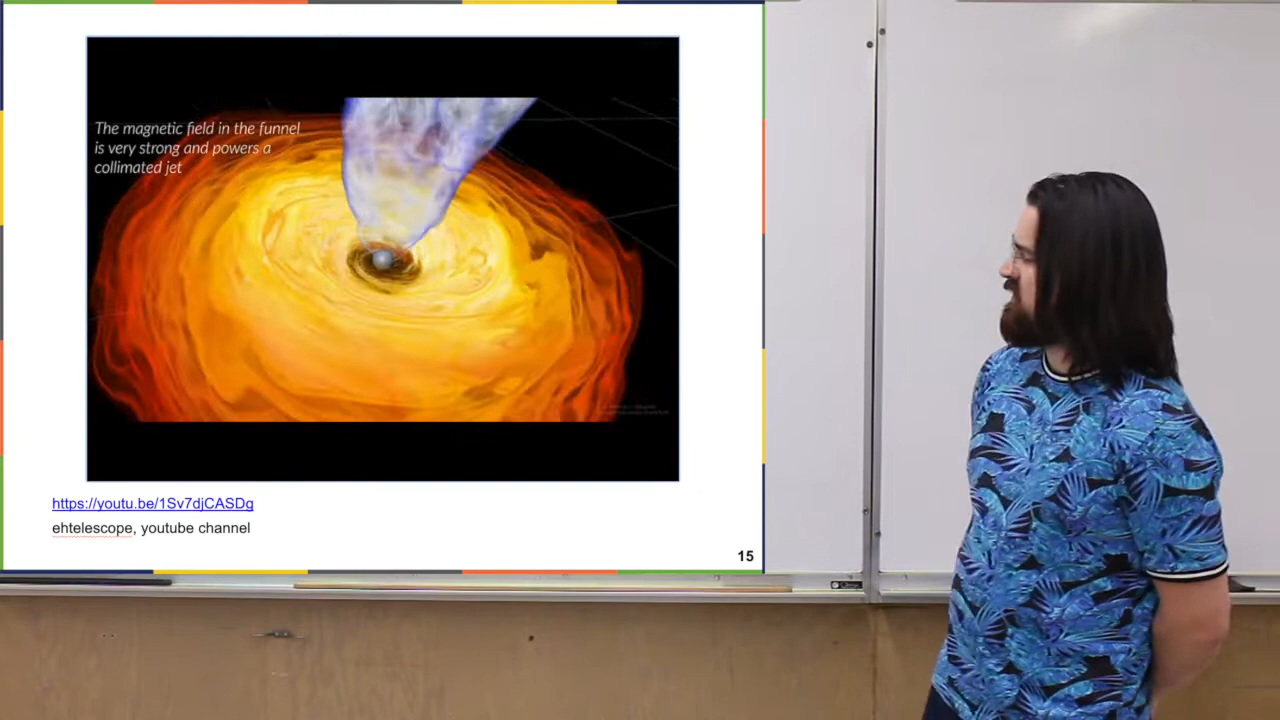 The magnetic field in the funnel
is very strong and powers a
collimated jet
https://youtu.be/1Sv7djCASDg
ehtelescope, youtube channel
15